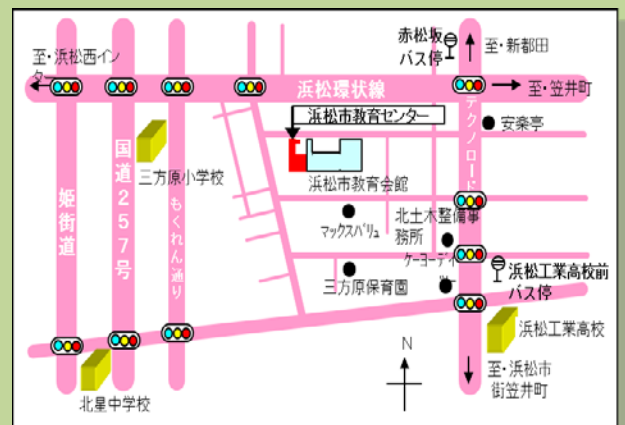 赤松坂
バス停
至・新都田
至・浜松西イン
ター
浜松環状線
至・笠井町
浜松市教育センター
テクノロード
安楽亭
国道257号
三方原小学校
浜松市教育会館
姫街道
もくれん通り
マックスバリュ
北土木整備事
務所
ケーヨーデイ
ツー
浜松工業高校前
バス停
三方原保育園
浜松工業高校
N
至・浜松市
街笠井町
北星中学校